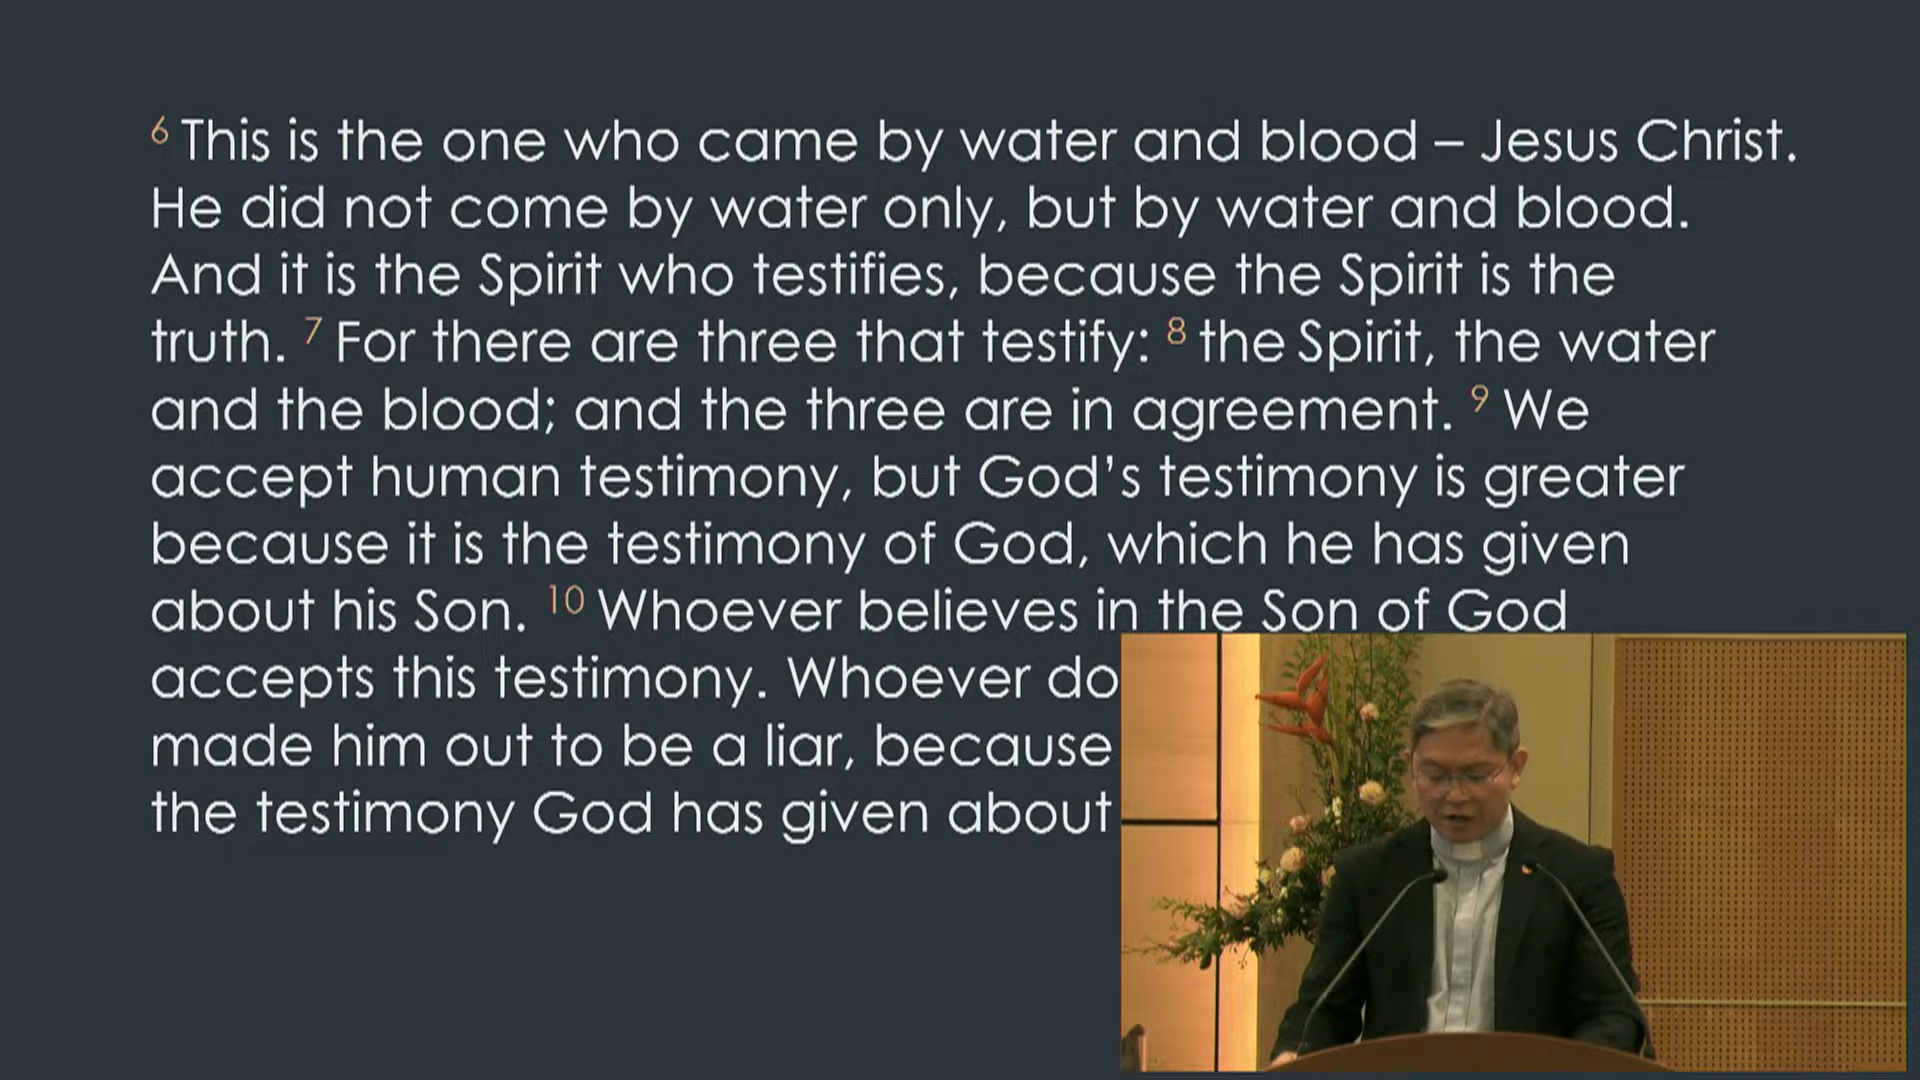 6 This is the one who came by water and blood – Jesus Christ.
He did not come by water only, but by water and blood.
And it is the Spirit who testifies, because the Spirit is the
truth. 7 For there are three that testify: 8 the Spirit, the water
and the blood; and the three are in agreement. 9 We
accept human testimony, but God’s testimony is greater
because it is the testimony of God, which he has given
about his Son. 10 Whoever believes in the Son of God
accepts this testimony. Whoever do
made him out to be a liar, because
the testimony God has given about